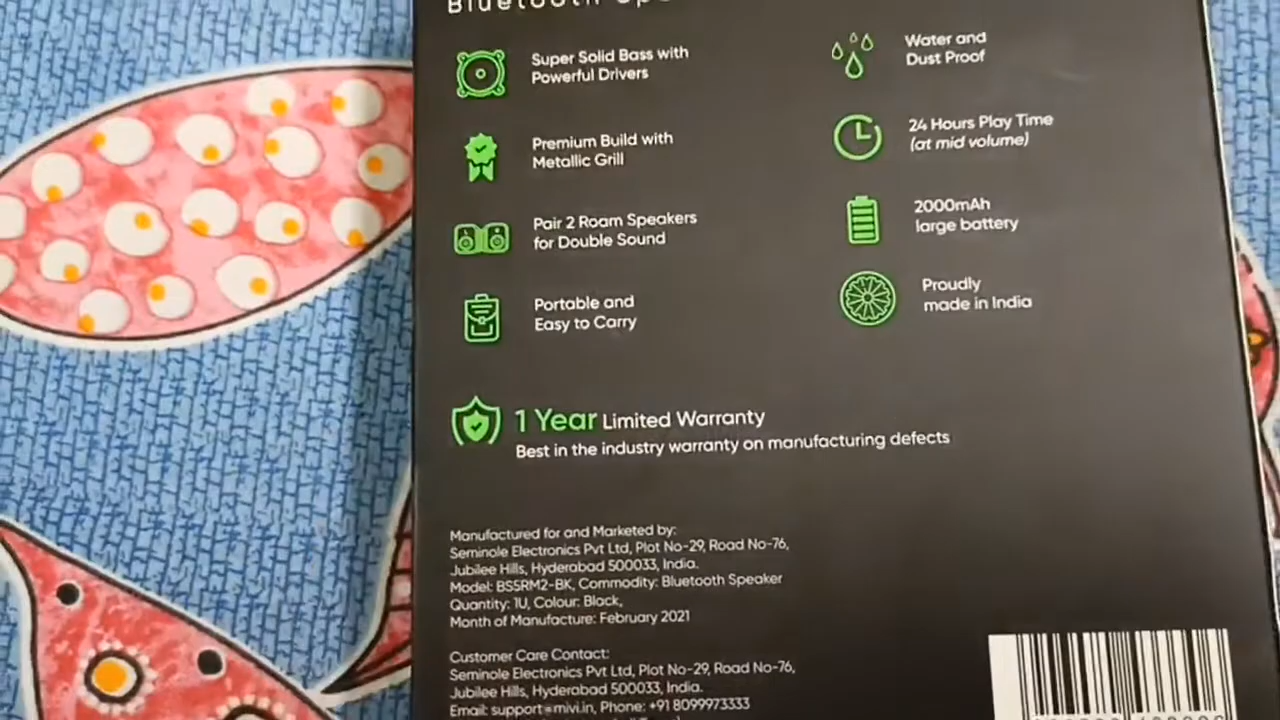 Bluetooth
Super Solid Bass with
Powerful Drivers
Premium Build with
Metallic Grill
Pair 2 Roam Speakers
for Double Sound
Portable and
Easy to Carry
Water and
Dust Proof
24 Hours Play Time
(at mid volume)
2000mAh
large battery
Proudly
made in India
1 Year Limited Warranty
Best in the industry warranty on manufacturing defects
Manufactured for and Marketed by:
Seminole Electronics Pvt Ltd, Plot No-29, Road No-76,
Jubilee Hills, Hyderabad 500033, India.
Model: BSSRM2-BK, Commodity: Bluetooth Speaker
Quantity: 1U, Colour: Black,
Month of Manufacture: February 2021
Customer Care Contact:
Seminole Electronics Pvt Ltd, Plot No-29, Road No-76,
Jubilee Hills, Hyderabad 500033, India.
Email: support@mivi.in, Phone: +91 8099973333